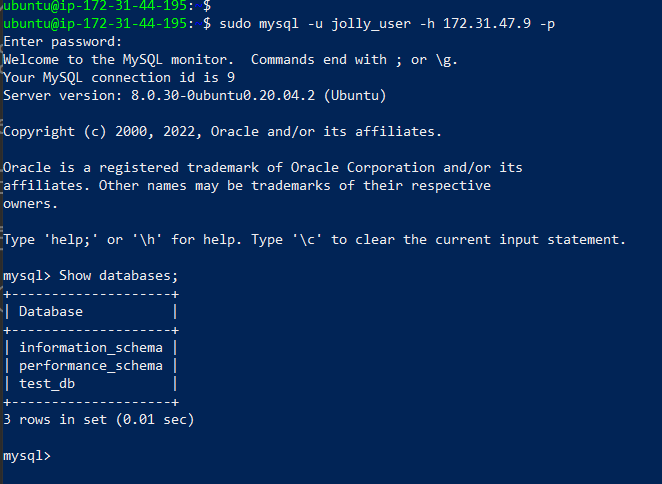 ubuntu@ip-172-31-44-195: $
ubuntu@ip-172-31-44-195: $ sudo mysql -u jolly_user -h 172.31.47.9 -p
Enter password:
Welcome to the MySQL monitor.  Commands end with ; or \g.
Your MySQL connection id is 9
Server version: 8.0.30-0ubuntu0.20.04.2 (Ubuntu)

Copyright (c) 2000, 2022, Oracle and/or its affiliates.

Oracle is a registered trademark of Oracle Corporation and/or its
affiliates. Other names may be trademarks of their respective
owners.

Type 'help;' or '\h' for help. Type '\c' to clear the current input statement.

mysql> Show databases;
+--------------------+
| Database           |
+--------------------+
| information_schema |
| performance_schema |
| test_db            |
+--------------------+
3 rows in set (0.01 sec)

mysql>